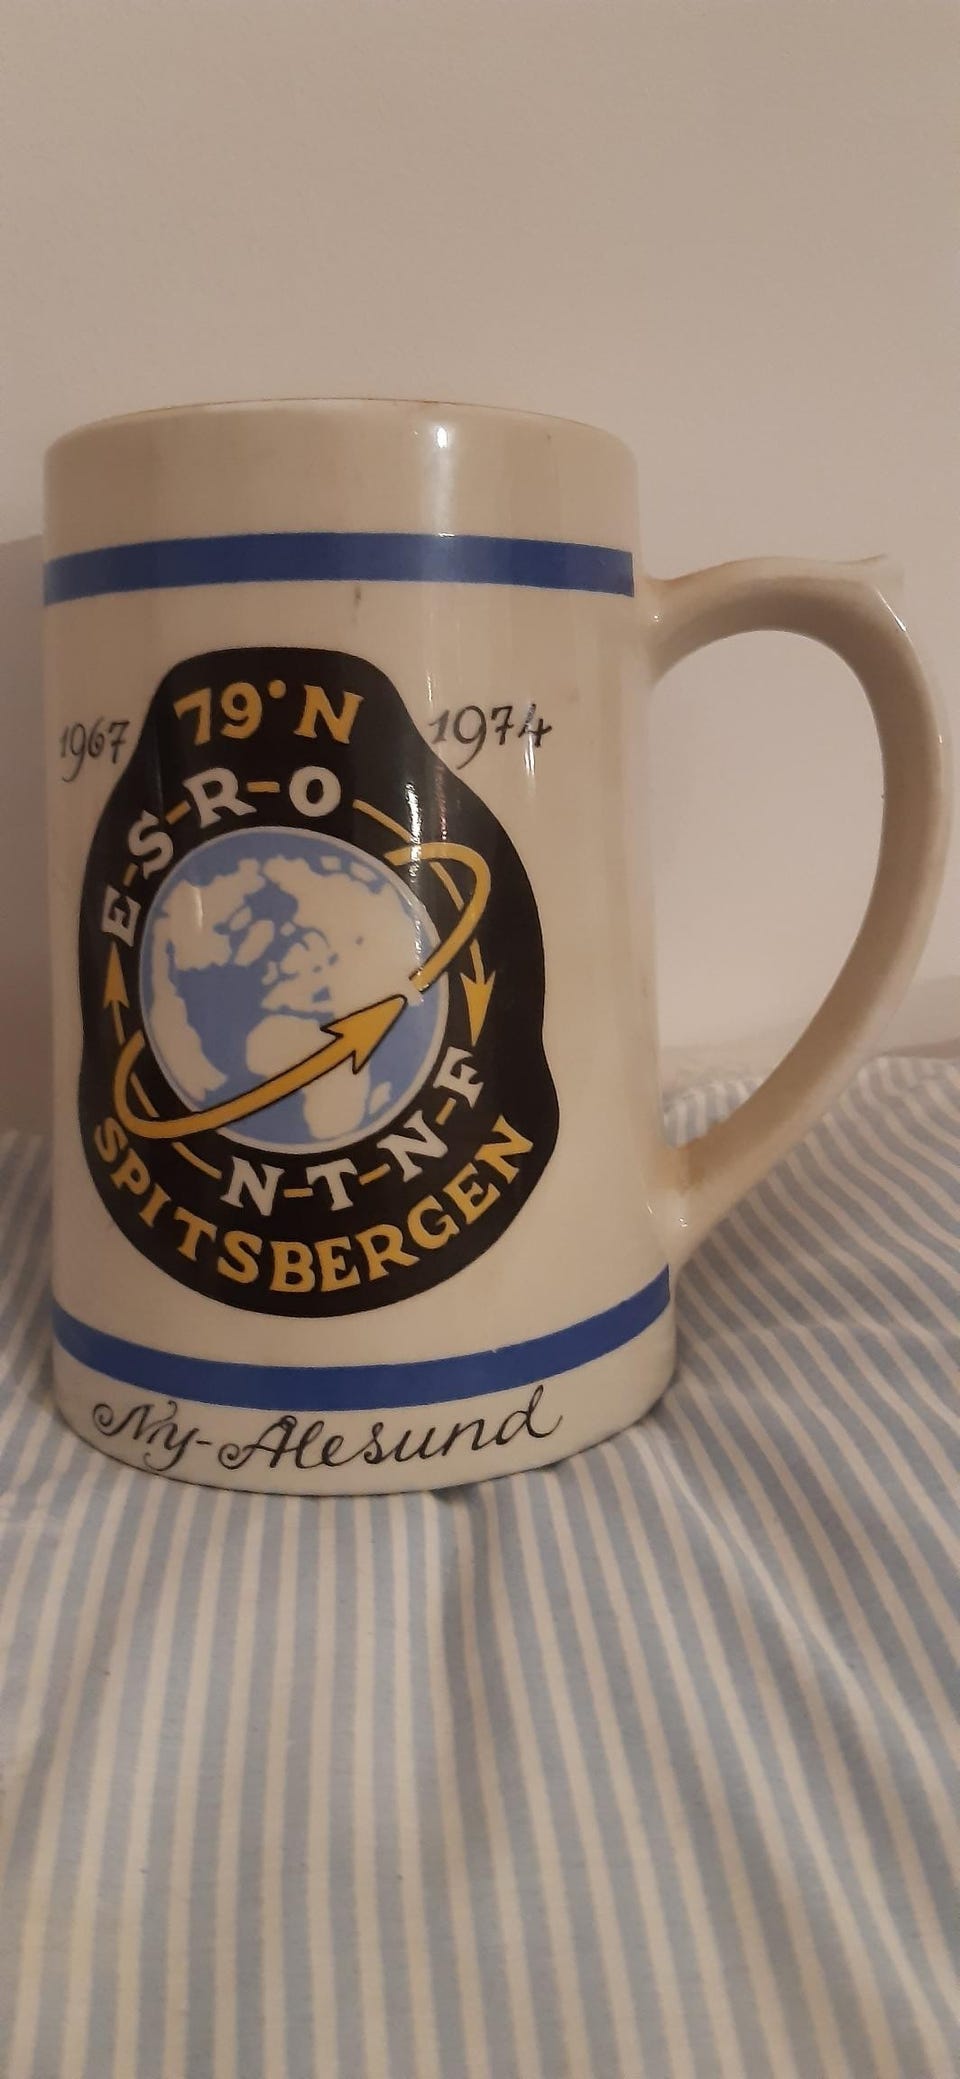 79°N
1967 1974
E-S-R-O
N-T-N-F
SPITSBERGEN
Ny-Alesund